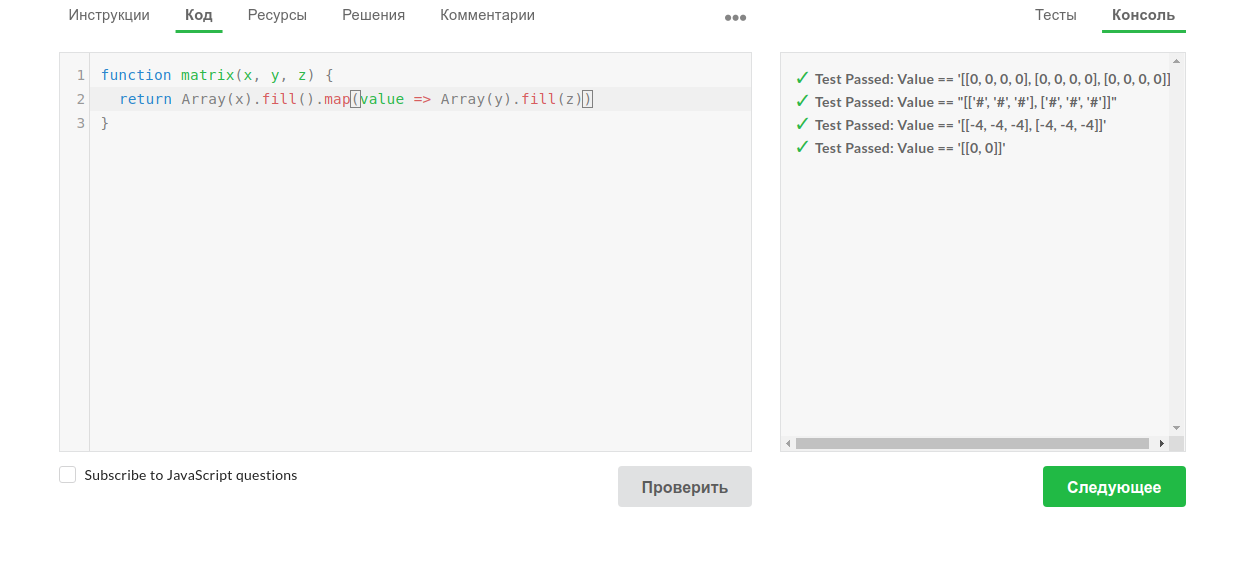 Инструкции Код Ресурсы Решения Комментарии ••• Тесты Консоль
1 function matrix(x, y, z) {
2 return Array(x).fill().map(value => Array(y).fill(z))
3 }
✓ Test Passed: Value == '[[0, 0, 0, 0], [0, 0, 0, 0], [0, 0, 0, 0]]
✓ Test Passed: Value == "[['#', '#', '#'], ['#', '#', '#']]"
✓ Test Passed: Value == '[[-4, -4, -4], [-4, -4, -4]]'
✓ Test Passed: Value == '[[0, 0]]'
Subscribe to JavaScript questions
Проверить
Следующее